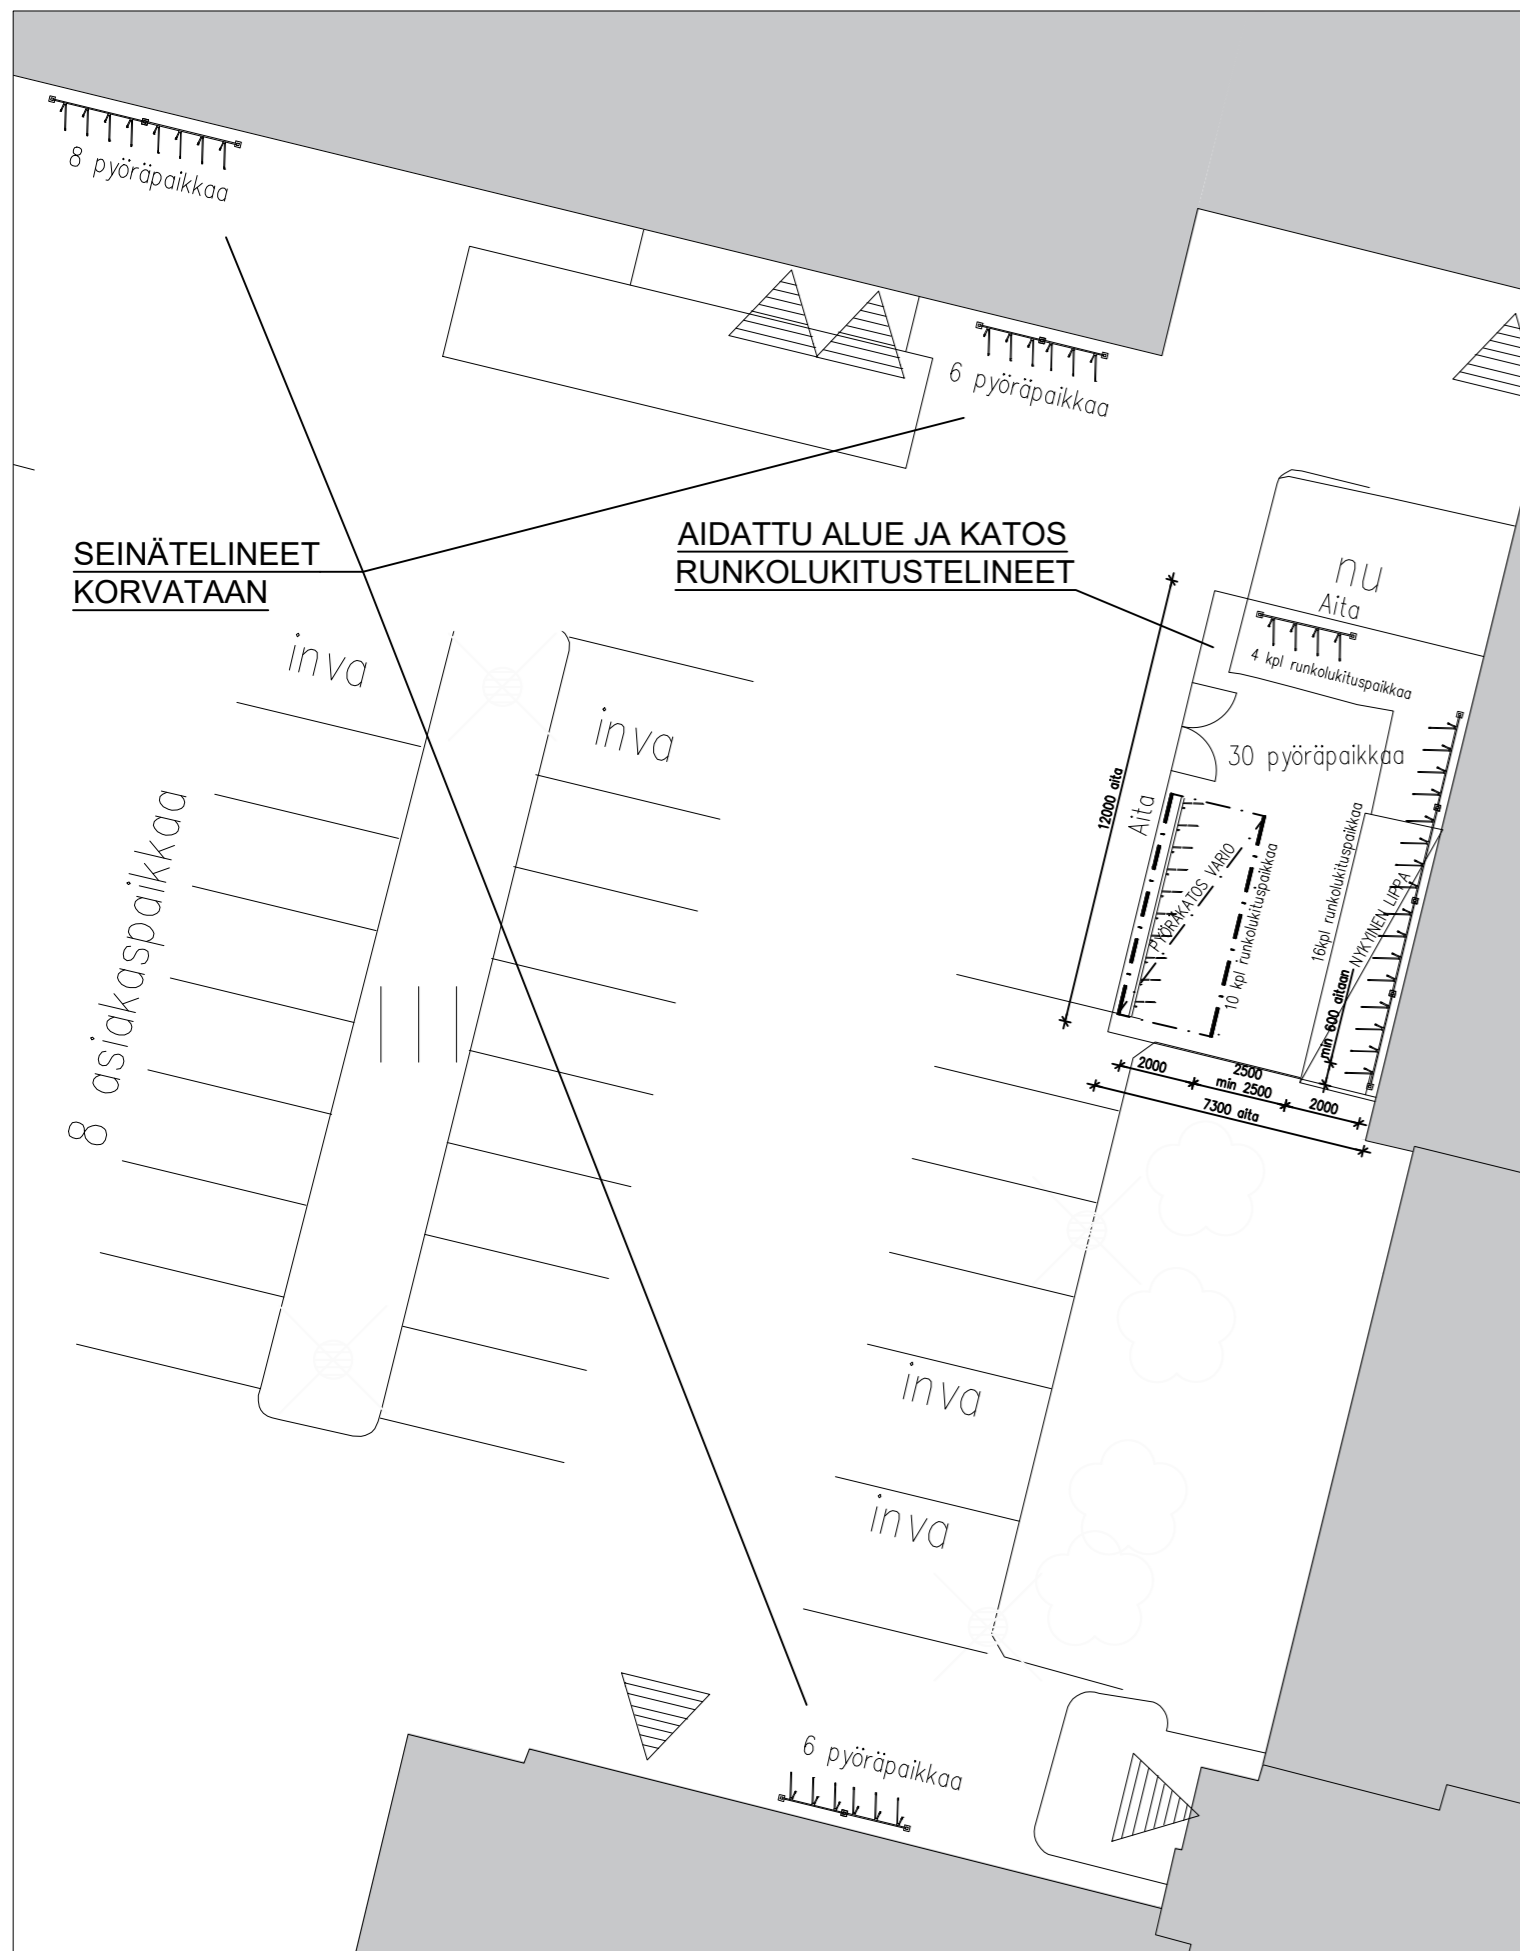 8 pyöräpaikkaa
6 pyöräpaikkaa
SEINÄTELINEET
KORVATAAN
AIDATTU ALUE JA KATOS
RUNKOLUKITUSTELINEET
nu
Aita
4 kpl runkolukituspaikkaa
inva
inva
30 pyöräpaikkaa
12000 aita
Aita
8 asiakaspaikkaa
PYÖRÄKATOS VARIO
10 kpl runkolukituspaikkaa
16kpl runkolukituspaikkaa
NYKYINEN LIPPA
min 600 aitaan
2000
2500
min 2500
2000
7300 aita
inva
inva
6 pyöräpaikkaa